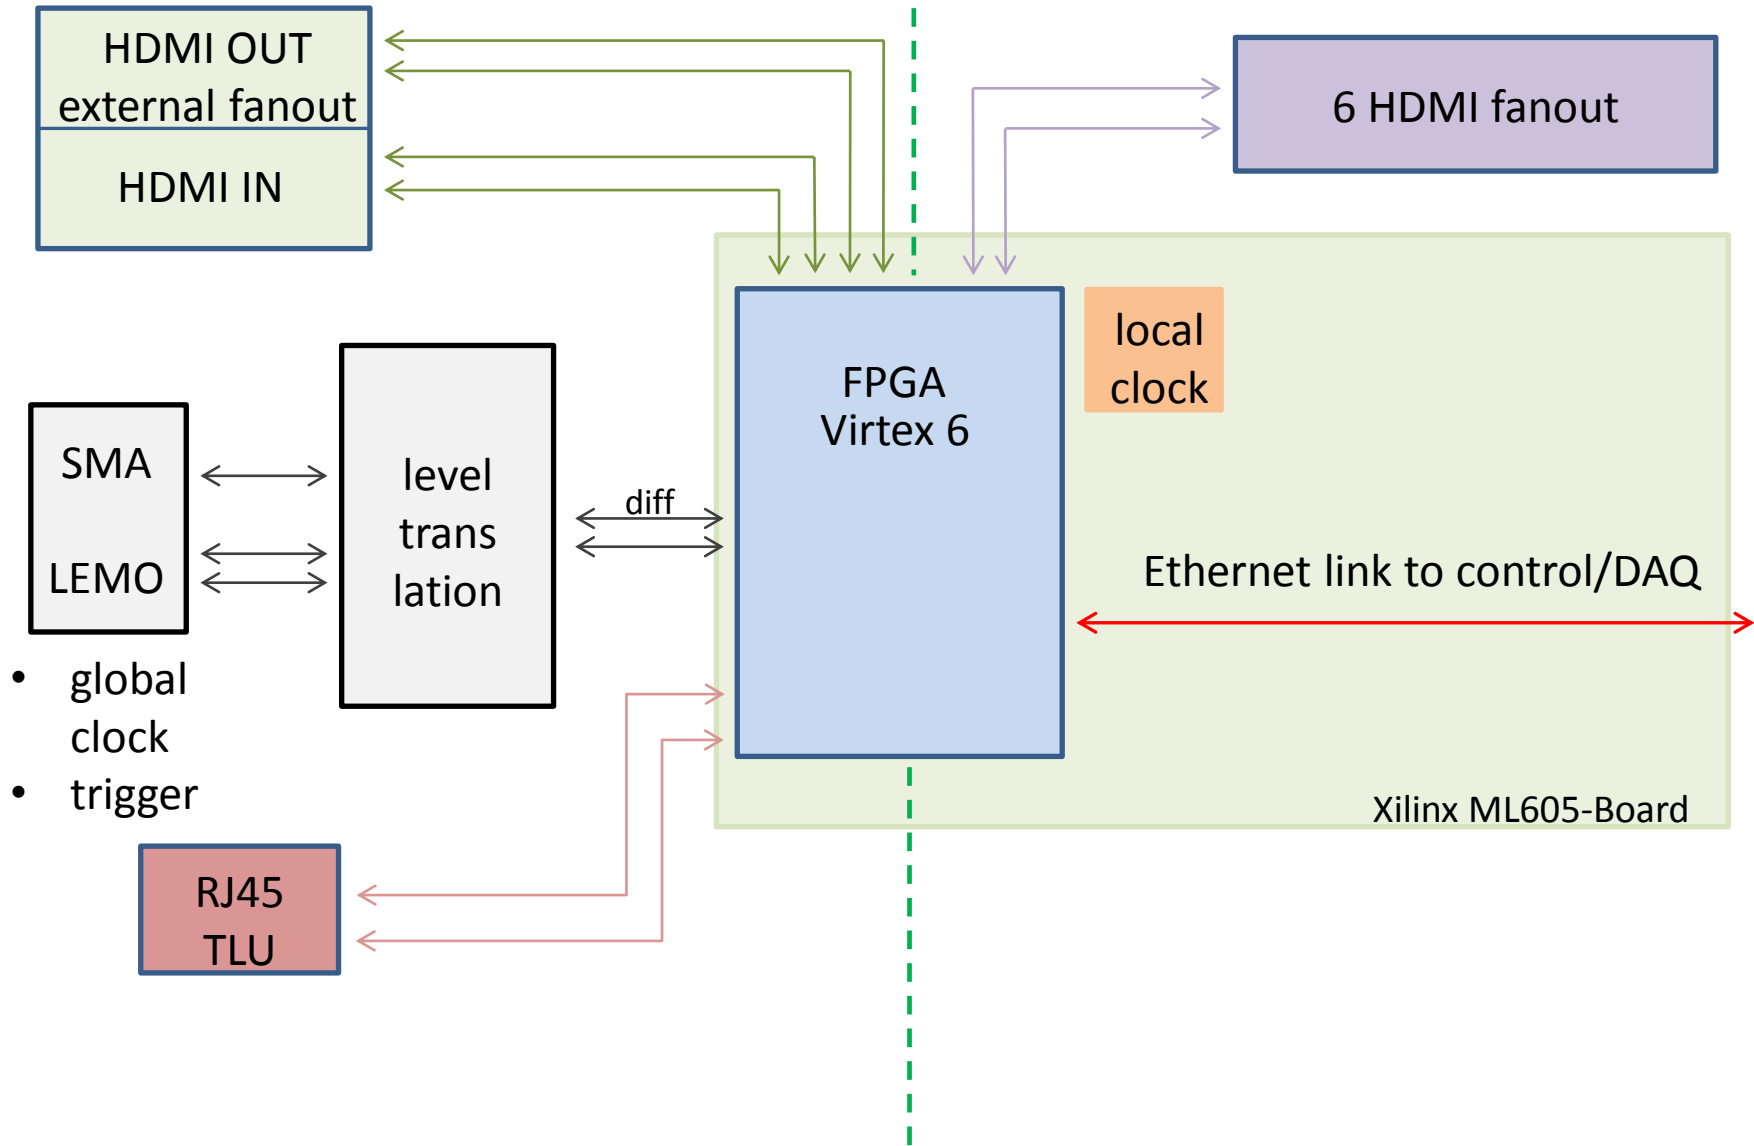 HDMI OUT
external fanout
HDMI IN
6 HDMI fanout
local
clock
FPGA
Virtex 6
SMA
LEMO
level
trans
lation
diff
Ethernet link to control/DAQ
• global
clock
• trigger
Xilinx ML605-Board
RJ45
TLU